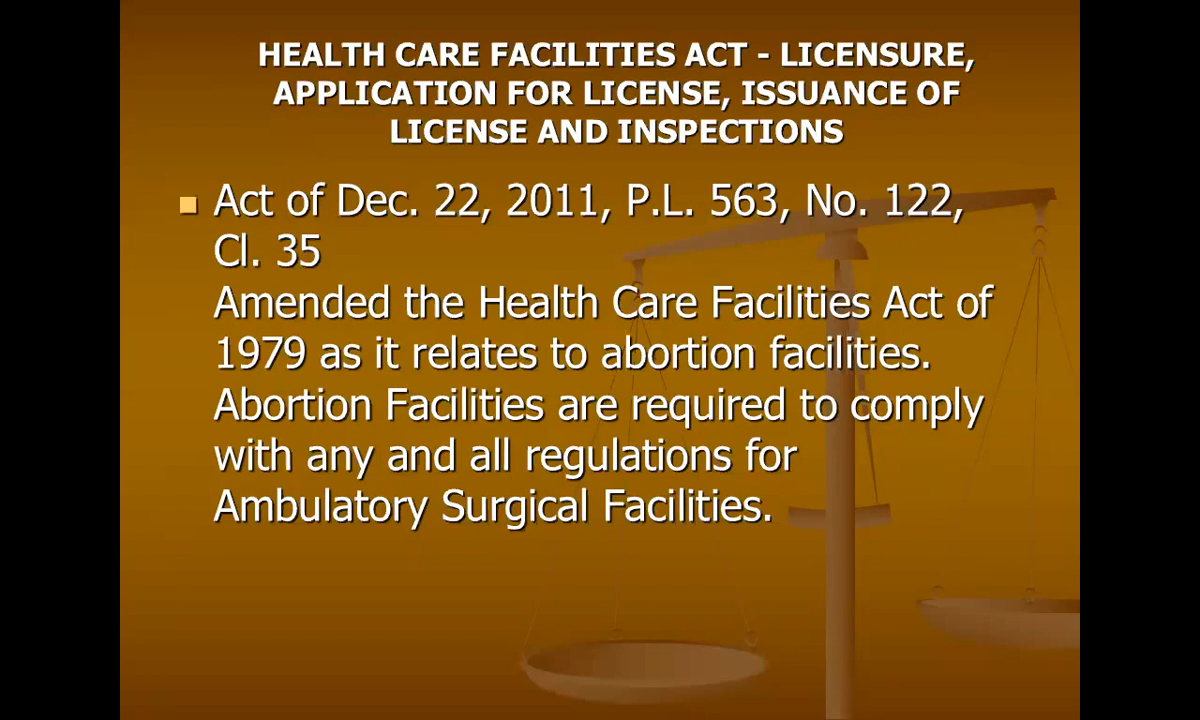 HEALTH CARE FACILITIES ACT - LICENSURE,
APPLICATION FOR LICENSE, ISSUANCE OF
LICENSE AND INSPECTIONS
Act of Dec. 22, 2011, P.L. 563, No. 122,
Cl. 35
Amended the Health Care Facilities Act of
1979 as it relates to abortion facilities.
Abortion Facilities are required to comply
with any and all regulations for
Ambulatory Surgical Facilities.